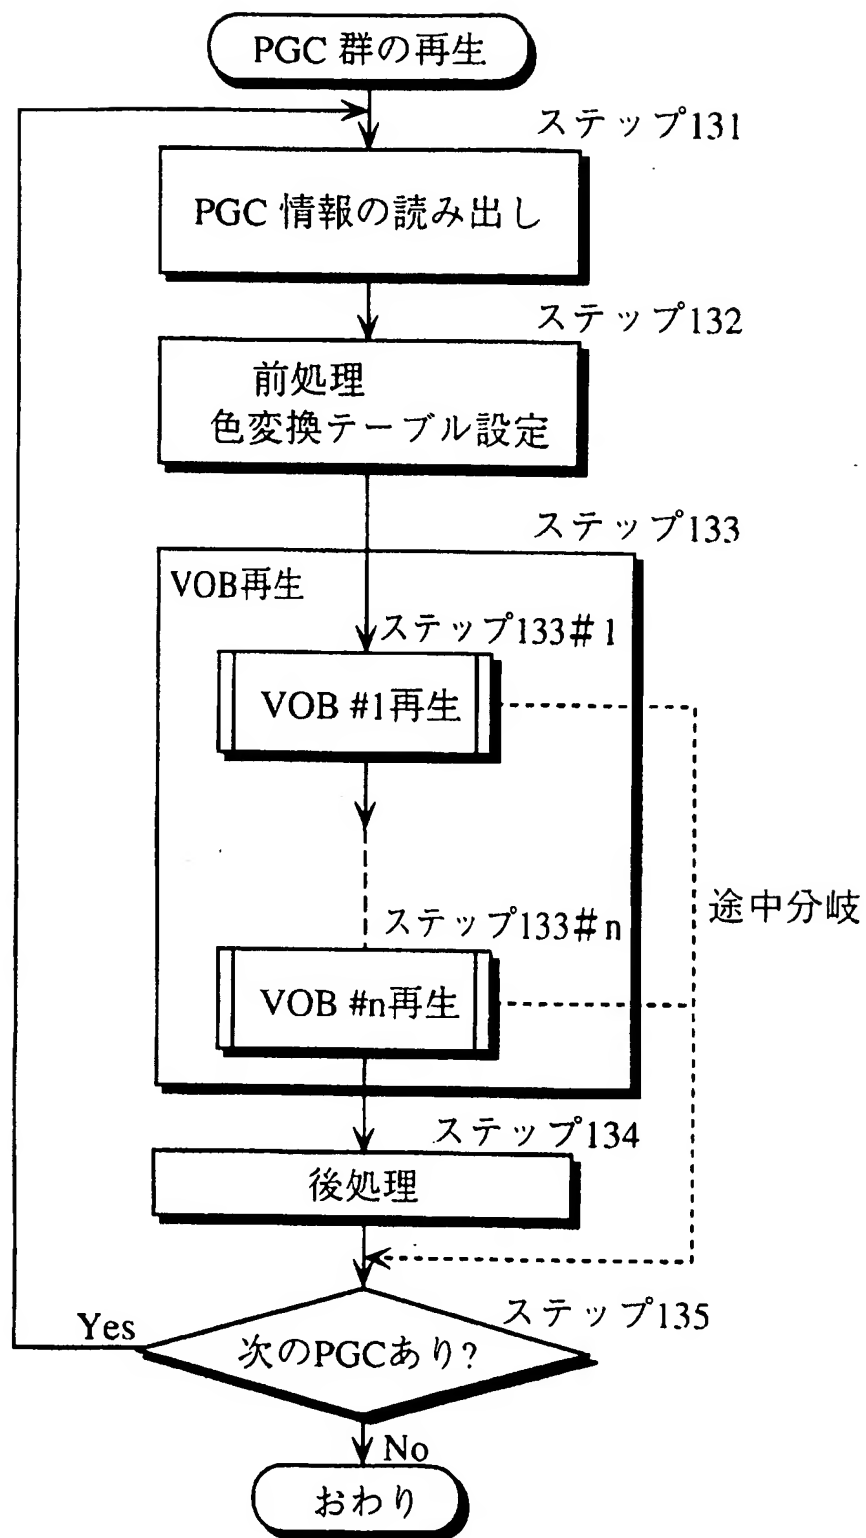 PGC 群の再生
ステップ131
PGC 情報の読み出し
ステップ132
前処理
色変換テーブル設定
ステップ133
VOB再生
ステップ133#1
VOB #1再生
途中分岐
ステップ133#n
VOB #n再生
ステップ134
後処理
ステップ135
Yes
次のPGCあり?
No
おわり